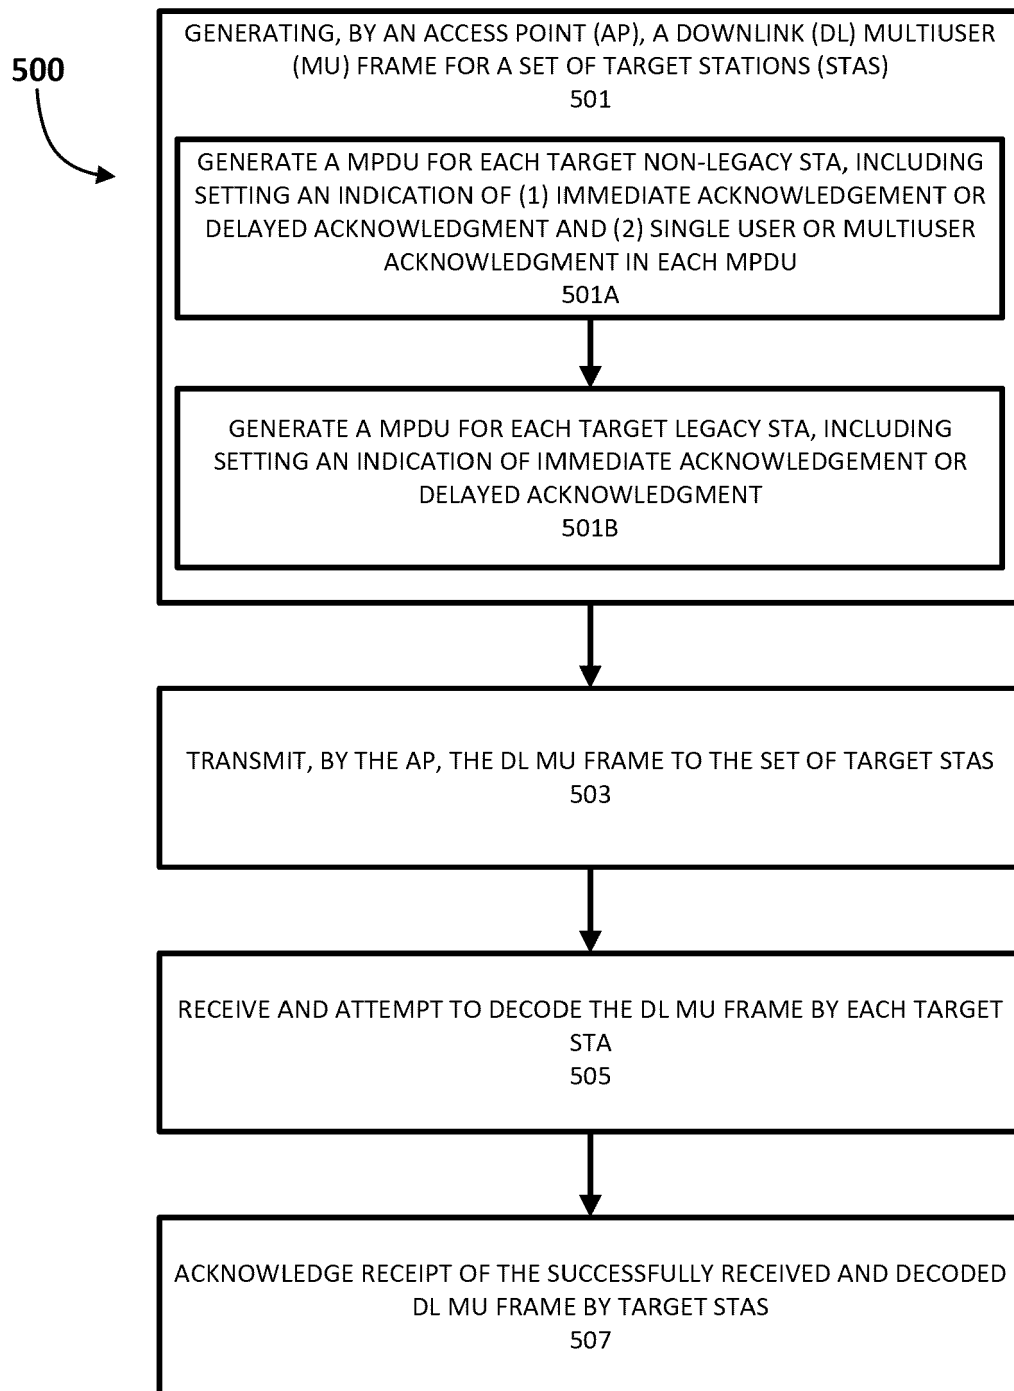 500
GENERATING, BY AN ACCESS POINT (AP), A DOWNLINK (DL) MULTIUSER
(MU) FRAME FOR A SET OF TARGET STATIONS (STAS)
501
GENERATE A MPDU FOR EACH TARGET NON-LEGACY STA, INCLUDING
SETTING AN INDICATION OF (1) IMMEDIATE ACKNOWLEDGEMENT OR
DELAYED ACKNOWLEDGMENT AND (2) SINGLE USER OR MULTIUSER
ACKNOWLEDGMENT IN EACH MPDU
501A
GENERATE A MPDU FOR EACH TARGET LEGACY STA, INCLUDING
SETTING AN INDICATION OF IMMEDIATE ACKNOWLEDGEMENT OR
DELAYED ACKNOWLEDGMENT
501B
TRANSMIT, BY THE AP, THE DL MU FRAME TO THE SET OF TARGET STAS
503
RECEIVE AND ATTEMPT TO DECODE THE DL MU FRAME BY EACH TARGET
STA
505
ACKNOWLEDGE RECEIPT OF THE SUCCESSFULLY RECEIVED AND DECODED
DL MU FRAME BY TARGET STAS
507